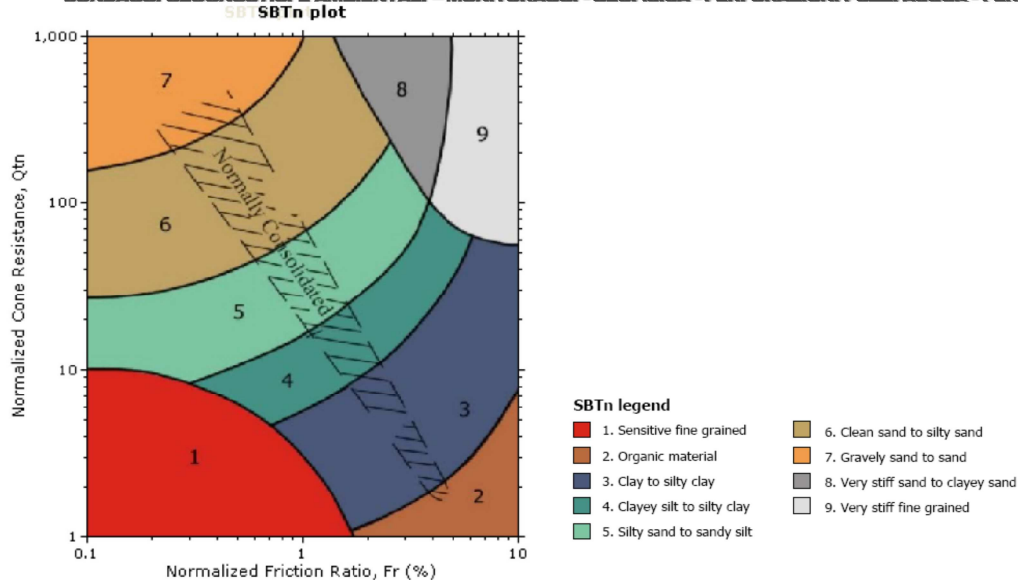 SBTn plot
1,000
100
10
1
0.1
1
10
Normalized Cone Resistance, Qtn
Normalized Friction Ratio, Fr (%)
7
8
9
6
5
4
3
1
2
Normally Consolidated
SBTn legend
1. Sensitive fine grained
2. Organic material
3. Clay to silty clay
4. Clayey silt to silty clay
5. Silty sand to sandy silt
6. Clean sand to silty sand
7. Gravely sand to sand
8. Very stiff sand to clayey sand
9. Very stiff fine grained